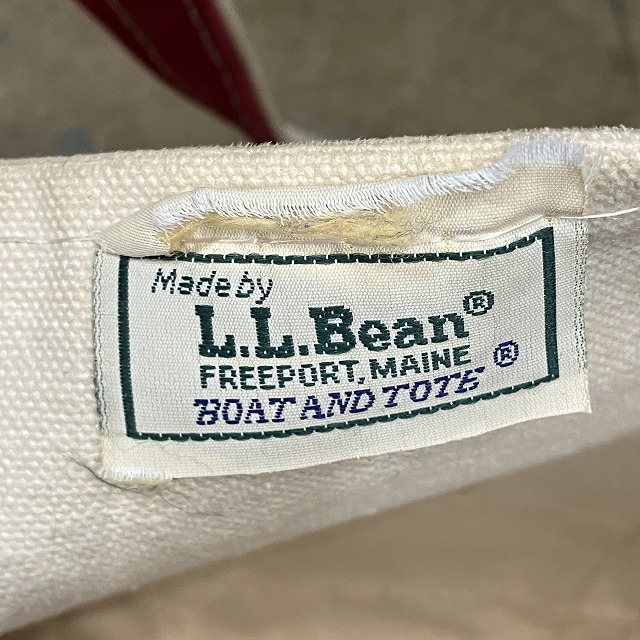 Made by
L.L.Bean®
FREEPORT, MAINE
BOAT AND TOTE ®